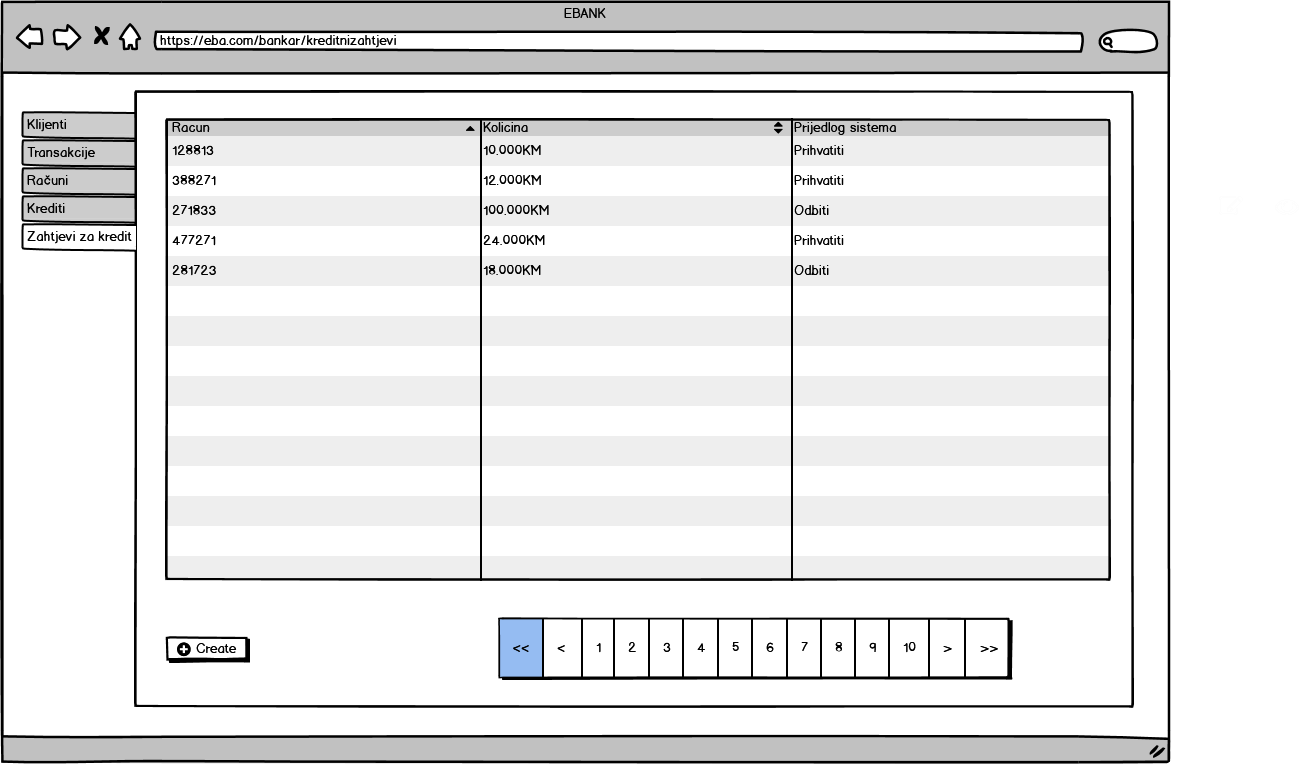 EBANK
https://eba.com/bankar/kreditnizahtjevi
Klijenti
Transakcije
Računi
Krediti
Zahtjevi za kredit
Racun Kolicina Prijedlog sistema
128813 10.000KM Prihvatiti
388271 12.000KM Prihvatiti
271833 100.000KM Odbiti
477271 24.000KM Prihvatiti
281723 18.000KM Odbiti
Create
<< < 1 2 3 4 5 6 7 8 9 10 > >>